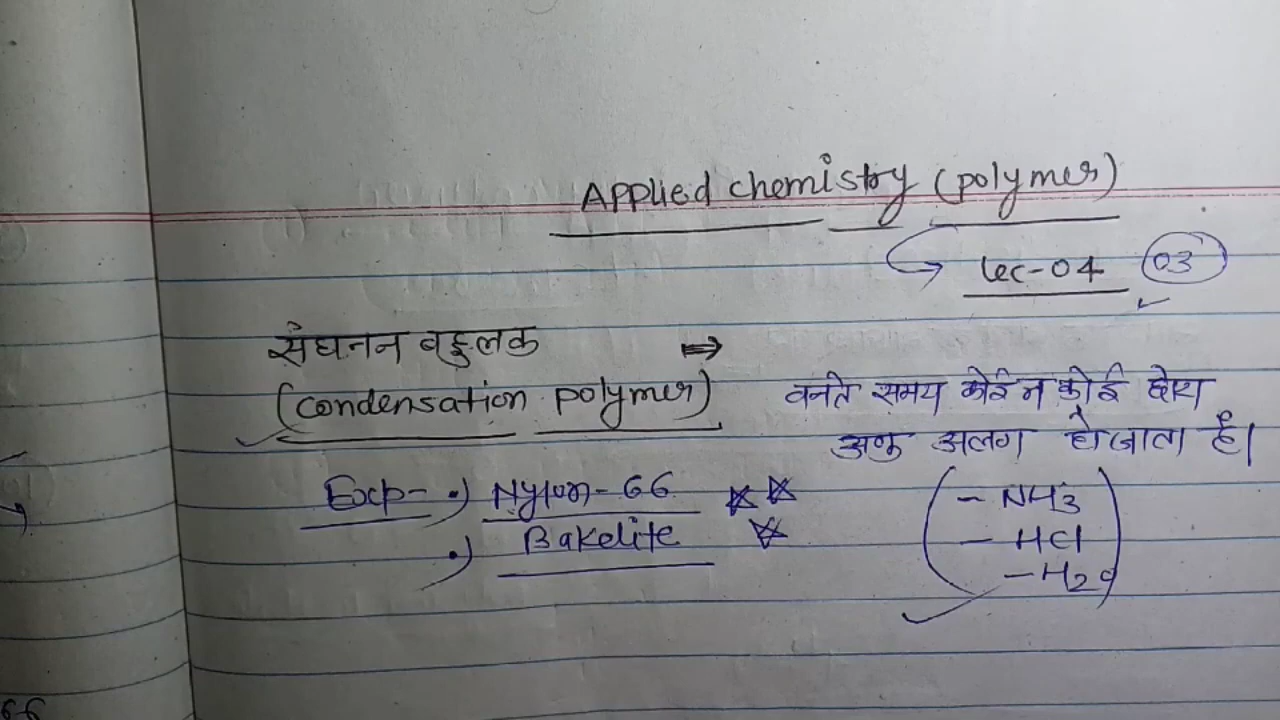 Applied chemistry (polymer)
Lec-04 03
संघनन बहुलक
(condensation polymer) बनते समय कोई न कोई छोटा
अणु अलग हो जाता है।
Exp- •) Nylon-66
•) Bakelite
- NH3
- HCl
- H2O
66